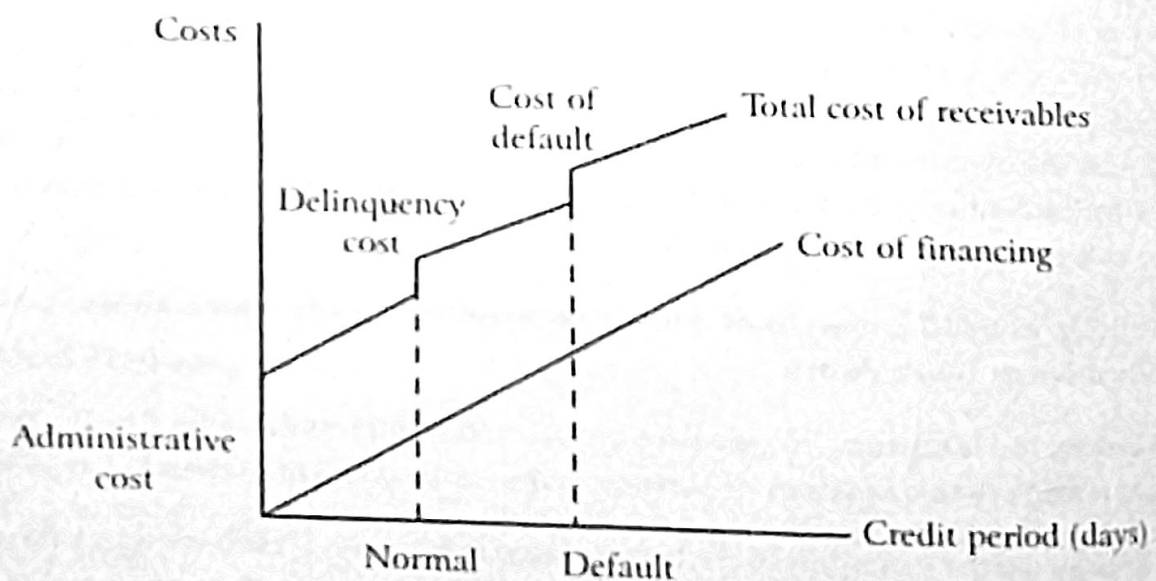 Costs
Cost of
default
Total cost of receivables
Delinquency
cost
Cost of financing
Administrative
cost
Credit period (days)
Normal
Default